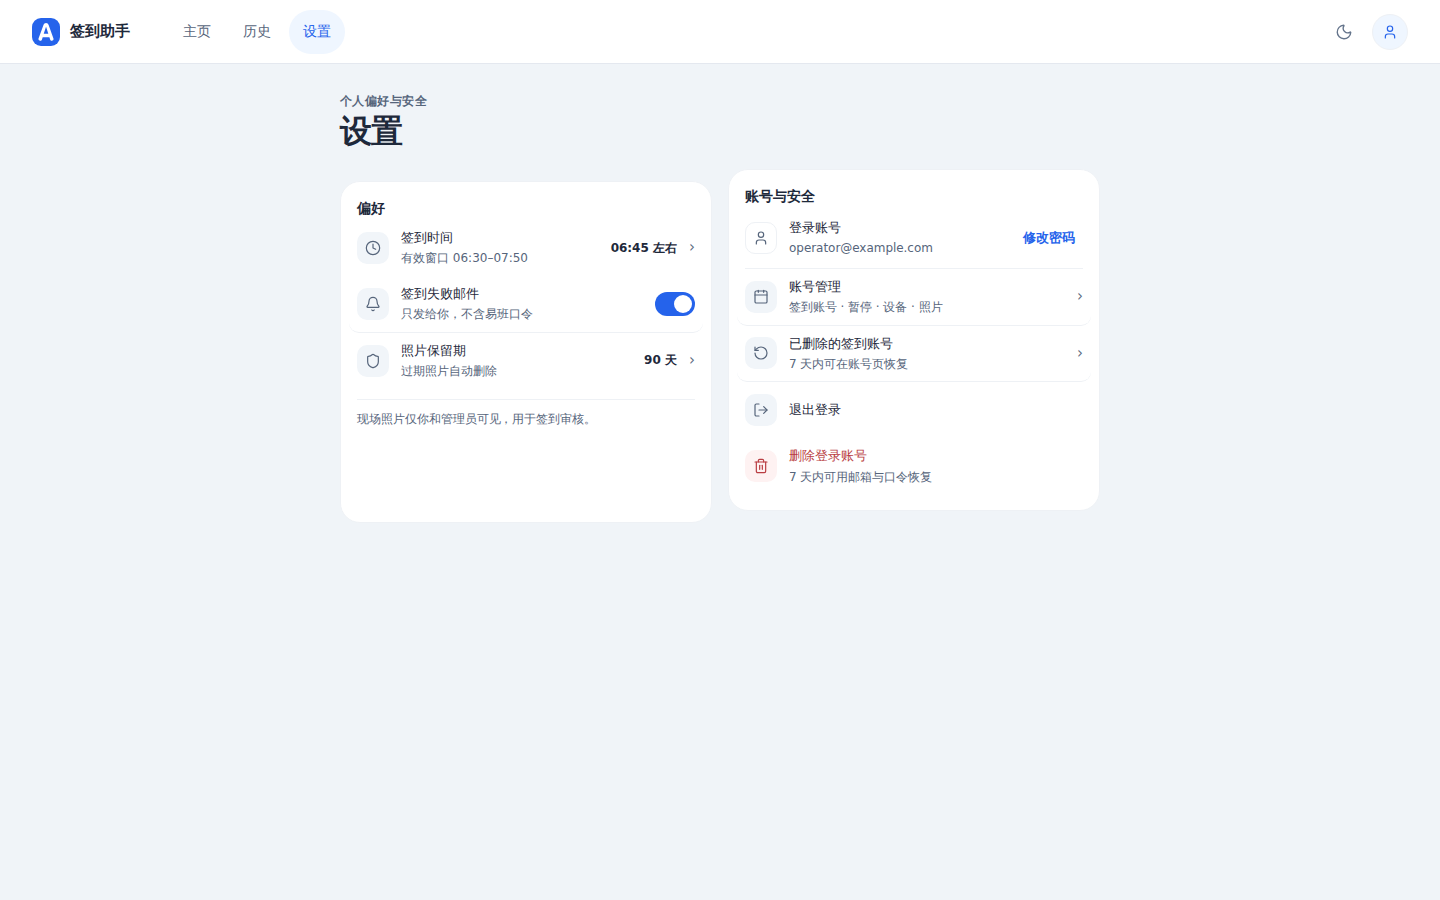 签到助手
主页
历史
设置
个人偏好与安全
设置
偏好
签到时间
有效窗口 06:30–07:50
06:45 左右
签到失败邮件
只发给你，不含易班口令
照片保留期
过期照片自动删除
90 天
现场照片仅你和管理员可见，用于签到审核。
账号与安全
登录账号
operator@example.com
修改密码
账号管理
签到账号 · 暂停 · 设备 · 照片
已删除的签到账号
7 天内可在账号页恢复
退出登录
删除登录账号
7 天内可用邮箱与口令恢复